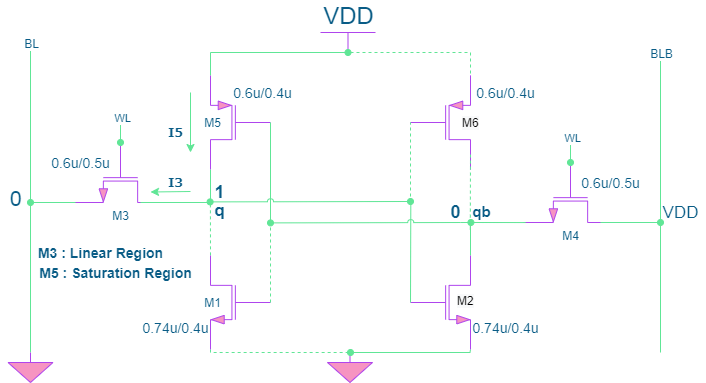 VDD
BL
BLB
0.6u/0.4u
0.6u/0.4u
WL
I5
M5
M6
WL
0.6u/0.5u
I3
0.6u/0.5u
0
1
q
0
qb
VDD
M3
M4
M3 : Linear Region
M5 : Saturation Region
M1
M2
0.74u/0.4u
0.74u/0.4u